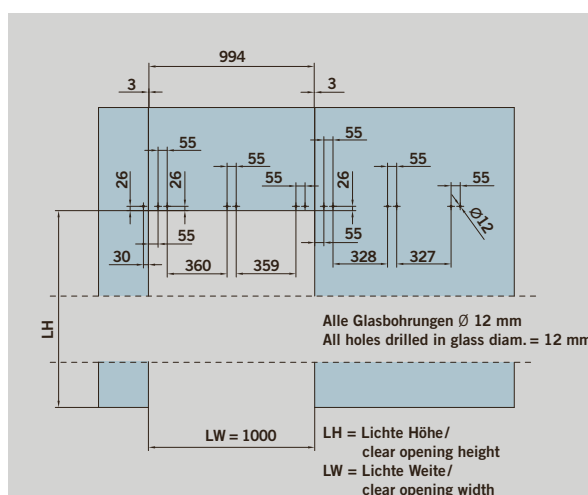 994
3 3
55 55
55 55 55
26 26 55 26
Ø12
55 55
30 360 359 328 327
LH
Alle Glasbohrungen Ø 12 mm
All holes drilled in glass diam. = 12 mm
LW = 1000
LH = Lichte Höhe/
clear opening height
LW = Lichte Weite/
clear opening width